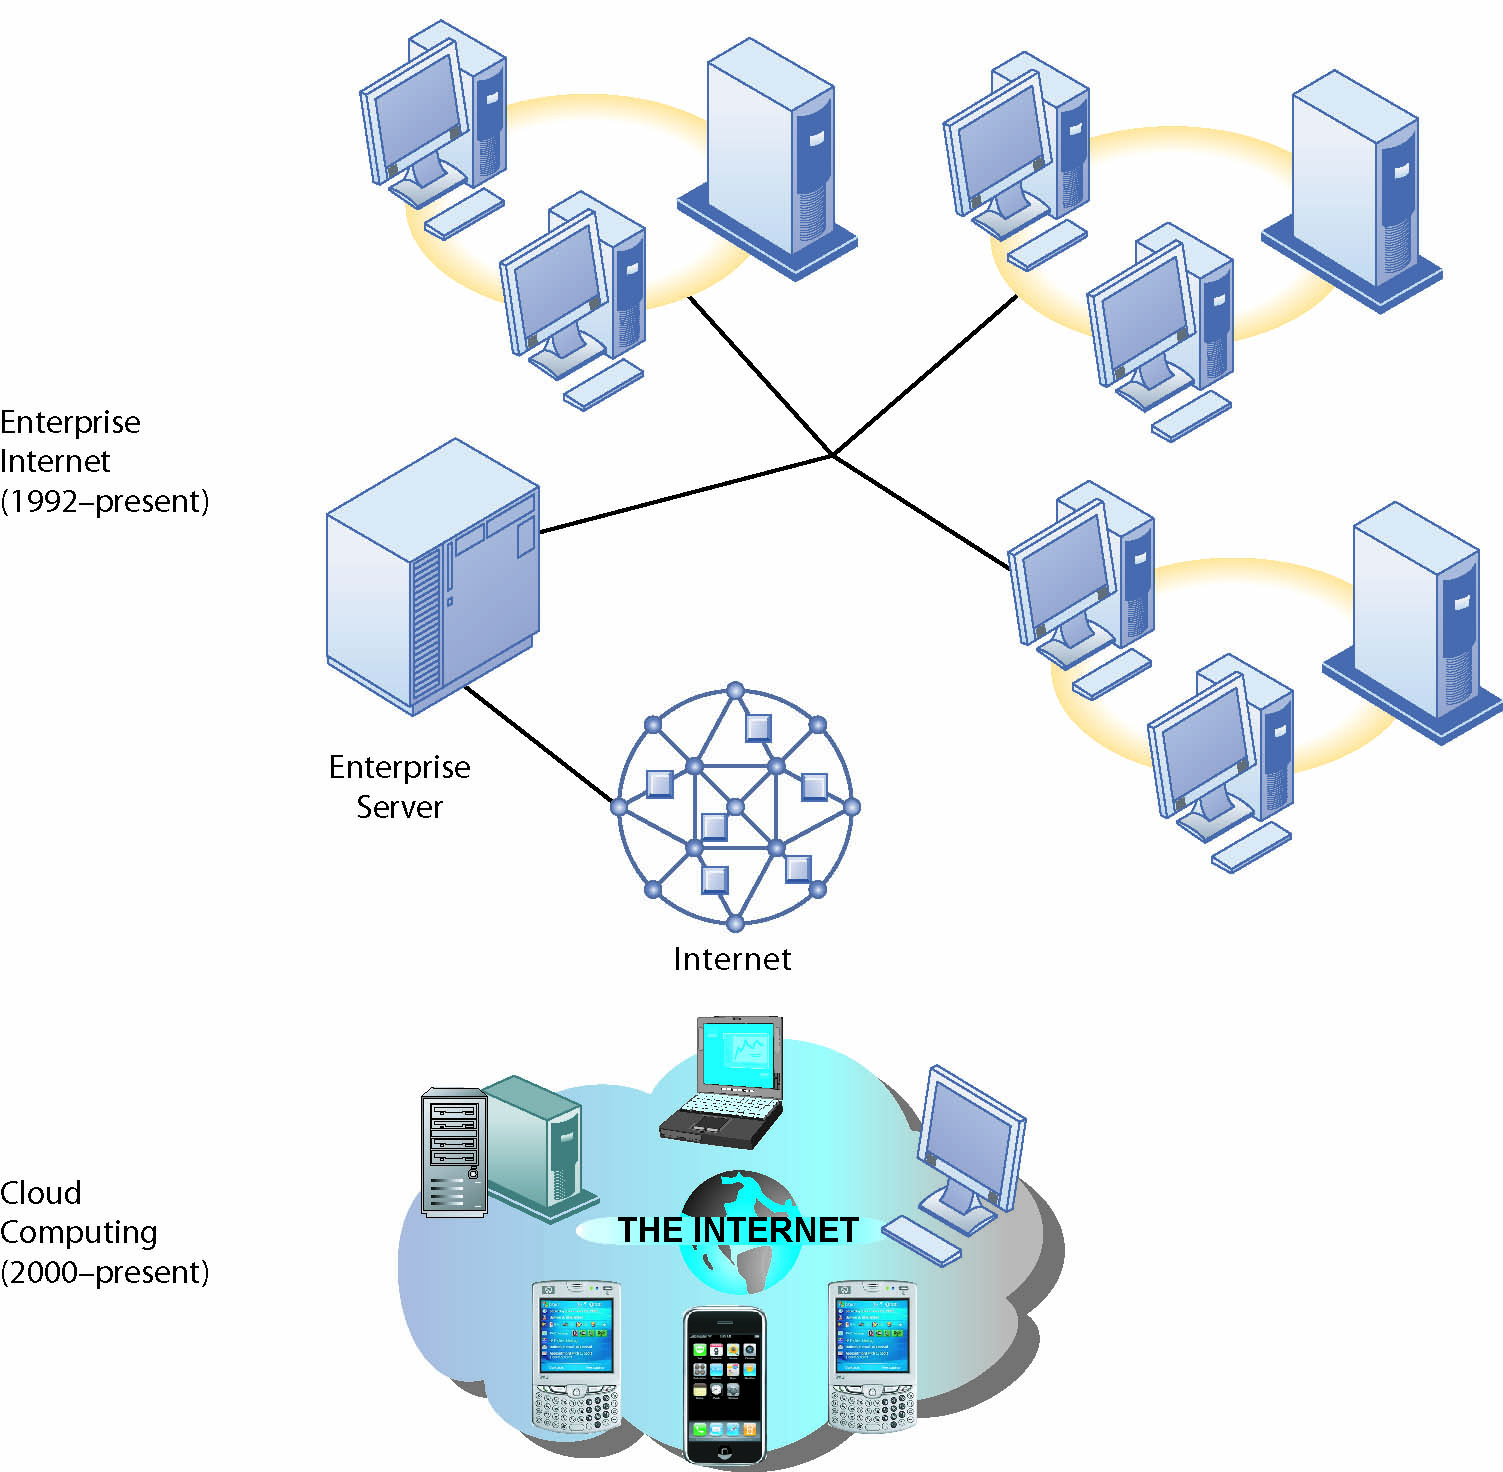 Enterprise
Internet
(1992–present)
Enterprise
Server
Internet
Cloud
Computing
(2000–present)
THE INTERNET